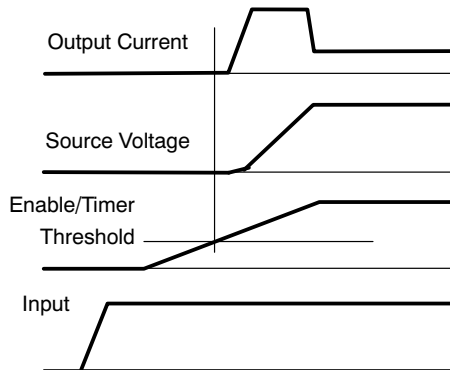 Output Current
Source Voltage
Enable/Timer
Threshold
Input